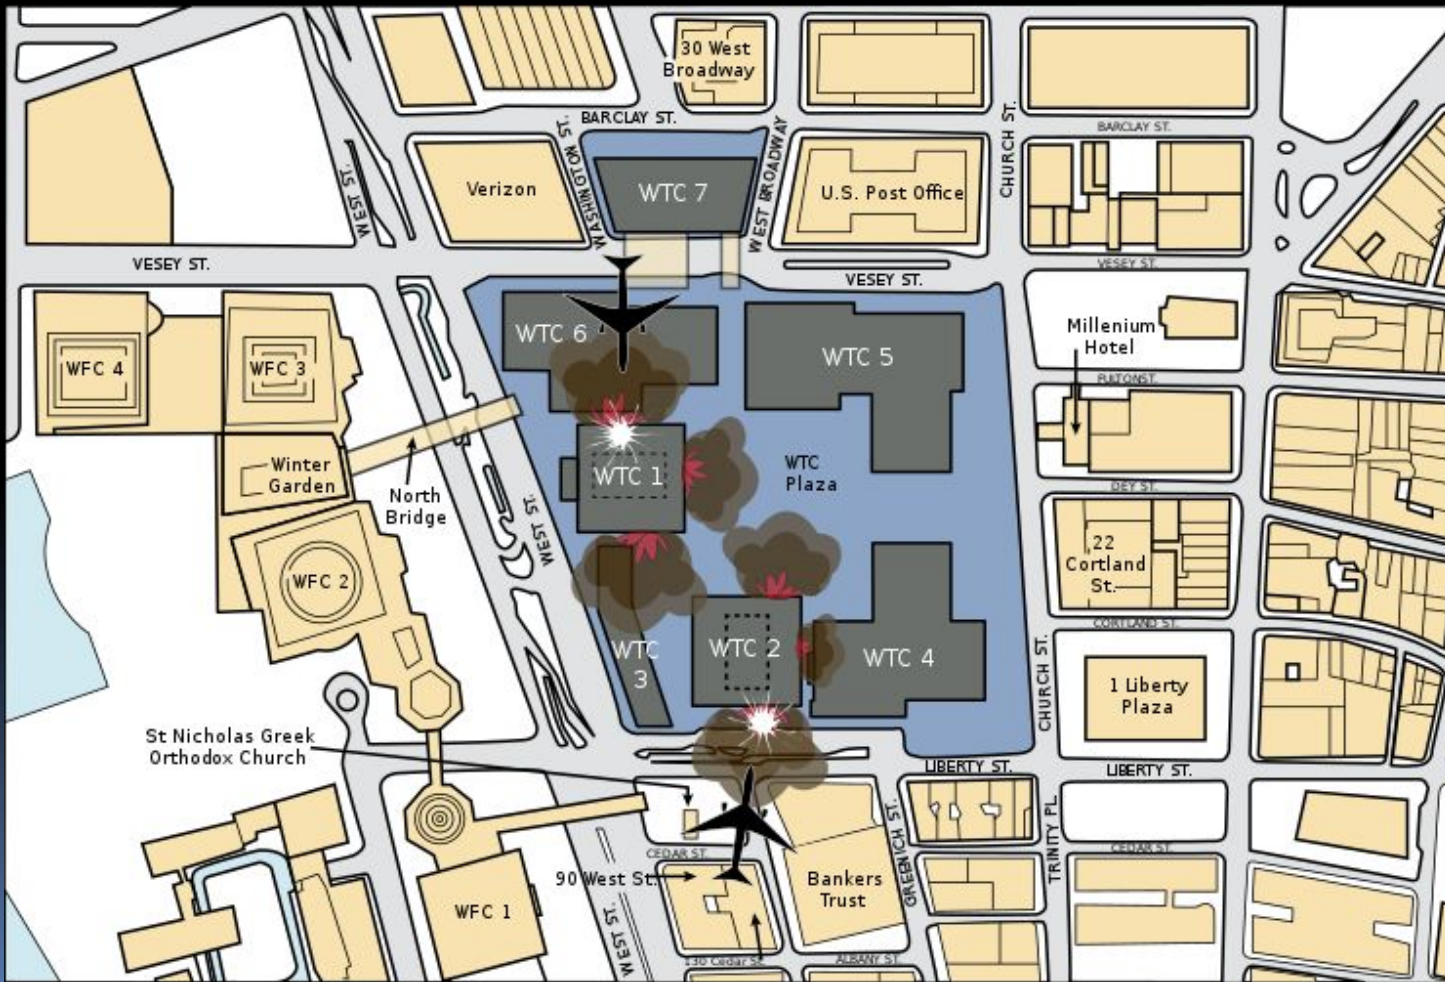 30 West
Broadway
BARCLAY ST.
BARCLAY ST.
WEST ST.
WASHINGTON ST.
WEST BROADWAY
CHURCH ST.
Verizon
WTC 7
U.S. Post Office
VESEY ST.
VESEY ST.
VESEY ST.
WFC 4
WFC 3
WTC 6
WTC 5
Millenium
Hotel
FULTON ST.
Winter
Garden
North
Bridge
WTC 1
WTC
Plaza
DEY ST.
WEST ST.
WFC 2
22
Cortland
St.
CORTLAND ST.
WTC
3
WTC 2
WTC 4
CHURCH ST.
1 Liberty
Plaza
St Nicholas Greek
Orthodox Church
LIBERTY ST.
LIBERTY ST.
CEDAR ST.
CEDAR ST.
GREENICH ST.
TRINITY PL.
90 West St.
Bankers
Trust
WFC 1
WEST ST.
130 Cedar St.
ALBANY ST.